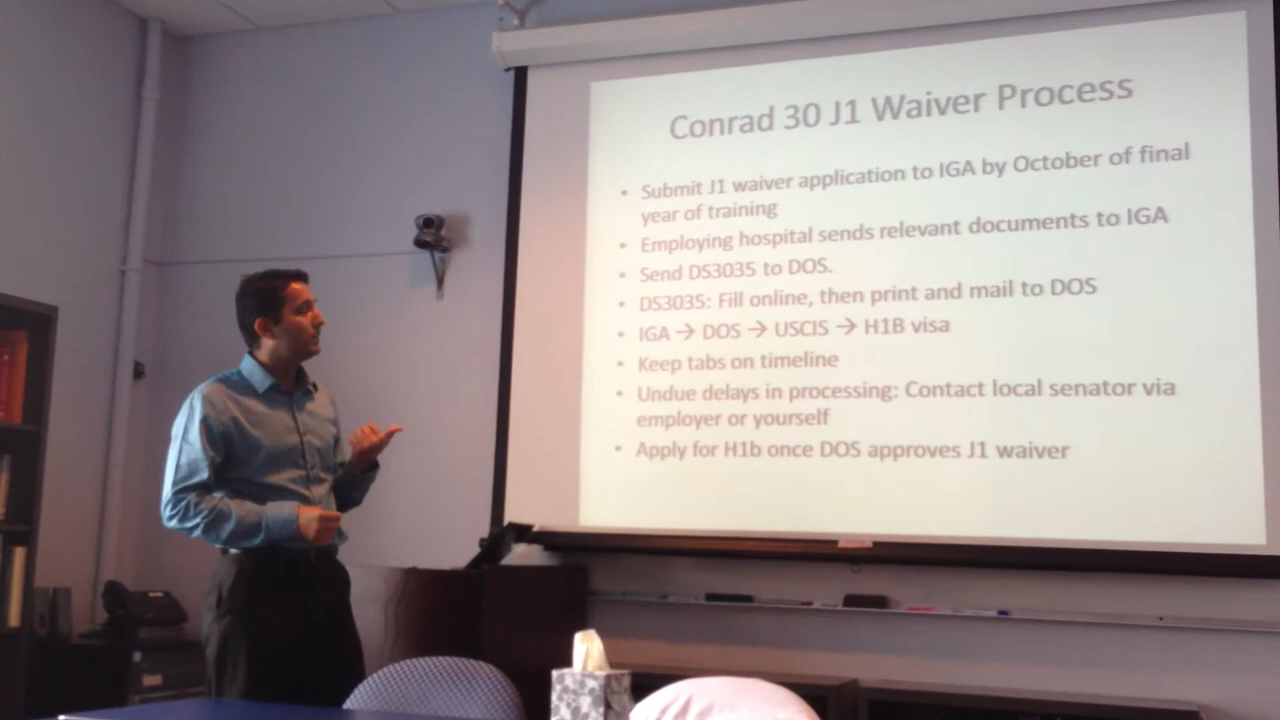 Conrad 30 J1 Waiver Process
• Submit J1 waiver application to IGA by October of final
year of training
• Employing hospital sends relevant documents to IGA
• Send DS3035 to DOS.
• DS3035: Fill online, then print and mail to DOS
• IGA → DOS → USCIS → H1B visa
• Keep tabs on timeline
• Undue delays in processing: Contact local senator via
employer or yourself
• Apply for H1b once DOS approves J1 waiver